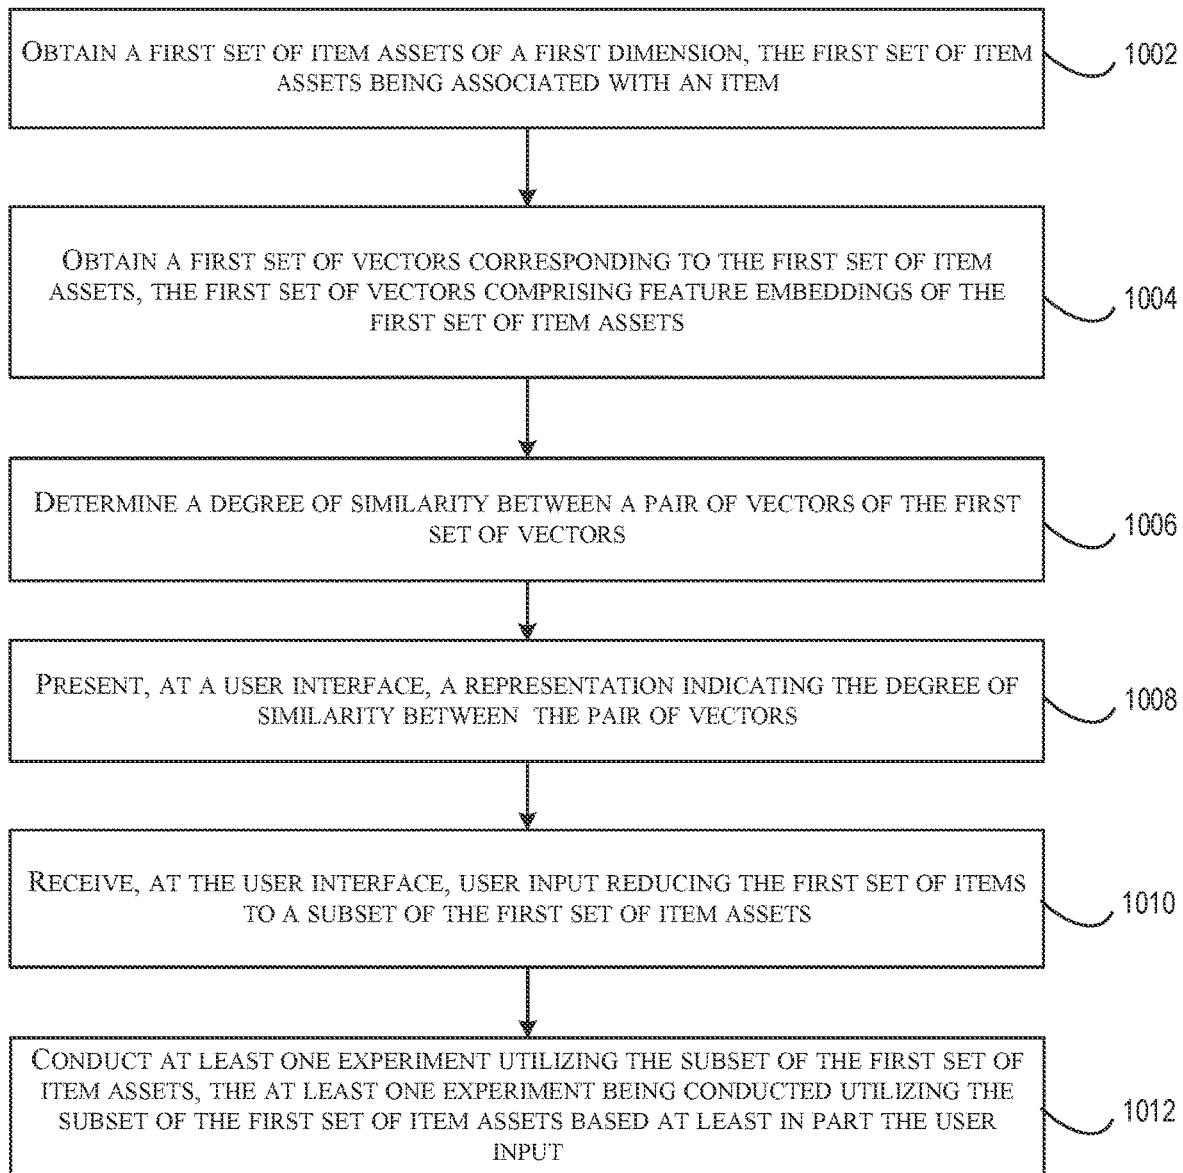 OBTAIN A FIRST SET OF ITEM ASSETS OF A FIRST DIMENSION, THE FIRST SET OF ITEM
ASSETS BEING ASSOCIATED WITH AN ITEM
1002
OBTAIN A FIRST SET OF VECTORS CORRESPONDING TO THE FIRST SET OF ITEM
ASSETS, THE FIRST SET OF VECTORS COMPRISING FEATURE EMBEDDINGS OF THE
FIRST SET OF ITEM ASSETS
1004
DETERMINE A DEGREE OF SIMILARITY BETWEEN A PAIR OF VECTORS OF THE FIRST
SET OF VECTORS
1006
PRESENT, AT A USER INTERFACE, A REPRESENTATION INDICATING THE DEGREE OF
SIMILARITY BETWEEN THE PAIR OF VECTORS
1008
RECEIVE, AT THE USER INTERFACE, USER INPUT REDUCING THE FIRST SET OF ITEMS
TO A SUBSET OF THE FIRST SET OF ITEM ASSETS
1010
CONDUCT AT LEAST ONE EXPERIMENT UTILIZING THE SUBSET OF THE FIRST SET OF
ITEM ASSETS, THE AT LEAST ONE EXPERIMENT BEING CONDUCTED UTILIZING THE
SUBSET OF THE FIRST SET OF ITEM ASSETS BASED AT LEAST IN PART THE USER
INPUT
1012